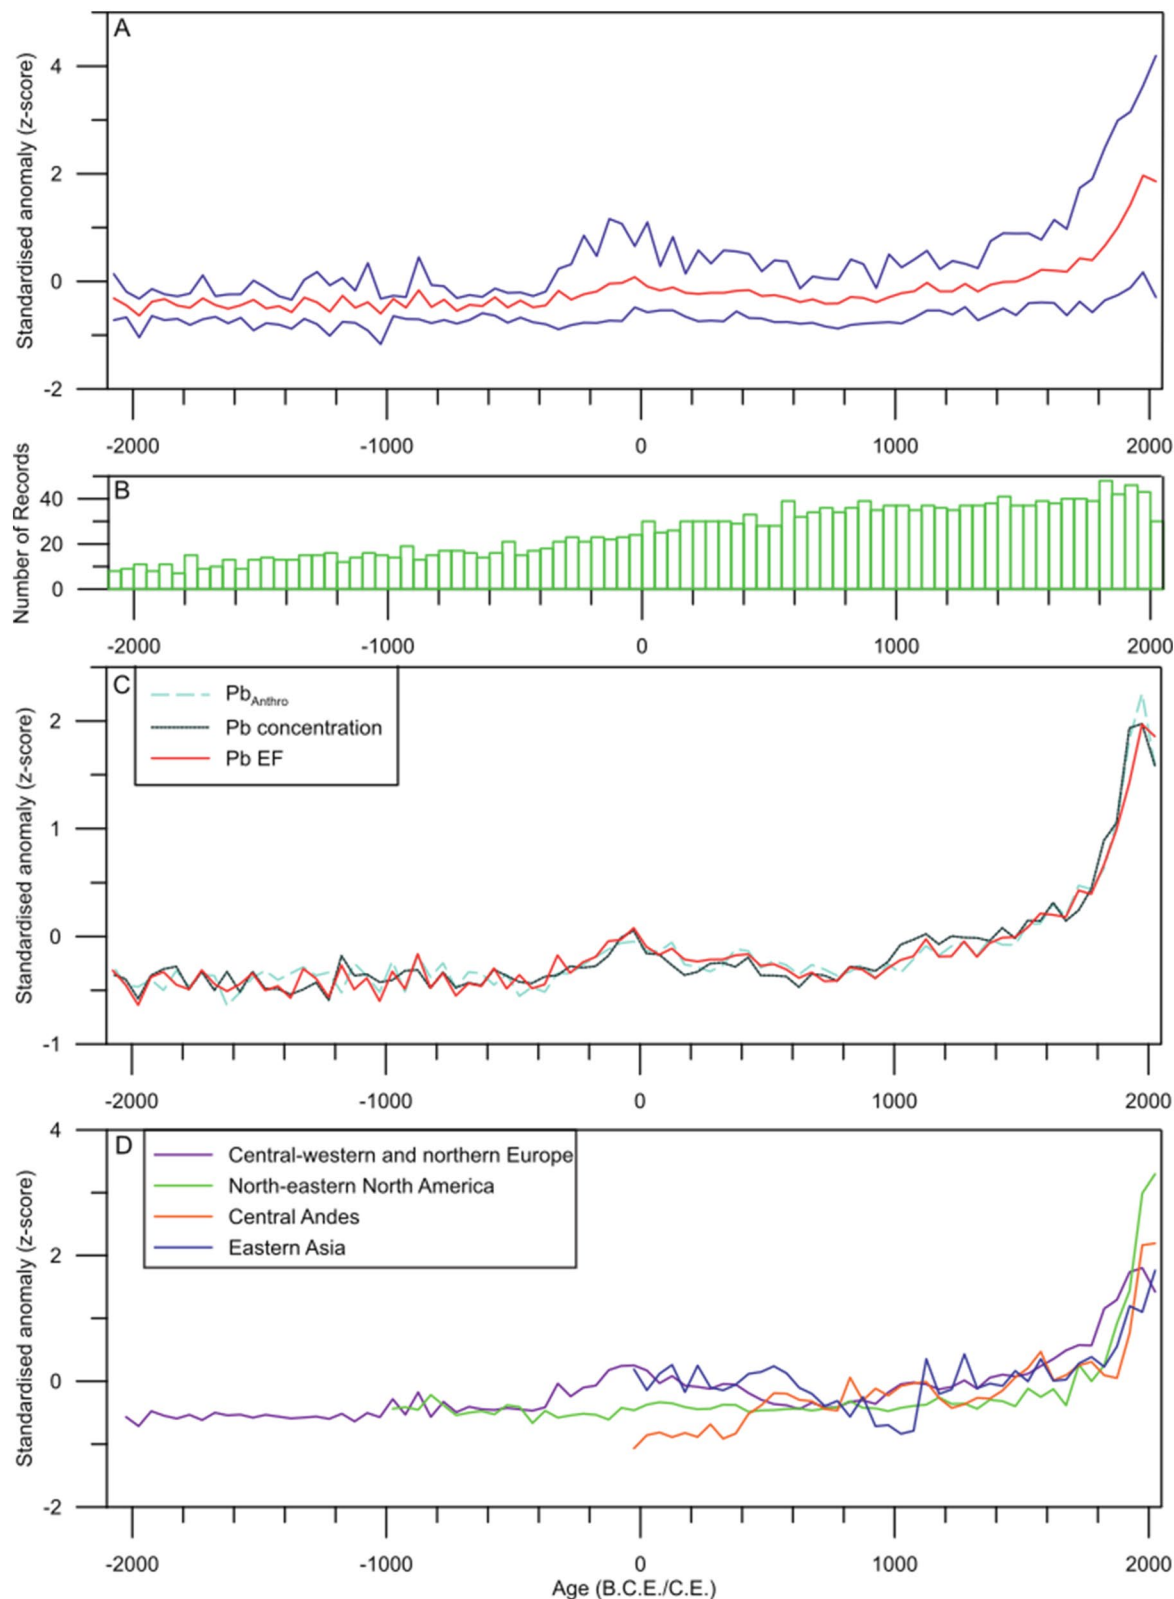 A
Standardised anomaly (z-score)
4
2
0
-2
-2000 -1000 0 1000 2000
B
Number of Records
40
20
0
-2000 -1000 0 1000 2000
C
Standardised anomaly (z-score)
PbAnthro
Pb concentration
Pb EF
2
1
0
-1
-2000 -1000 0 1000 2000
D
Standardised anomaly (z-score)
Central-western and northern Europe
North-eastern North America
Central Andes
Eastern Asia
4
2
0
-2
-2000 -1000 0 1000 2000
Age (B.C.E./C.E.)